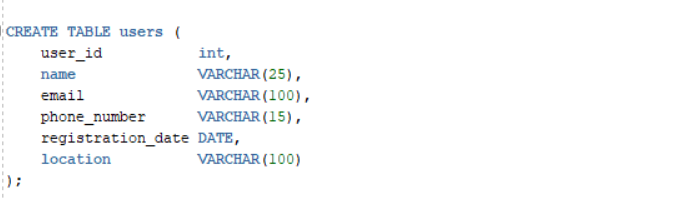 CREATE TABLE users (
    user_id            int,
    name               VARCHAR(25),
    email              VARCHAR(100),
    phone_number       VARCHAR(15),
    registration_date DATE,
    location           VARCHAR(100)
);